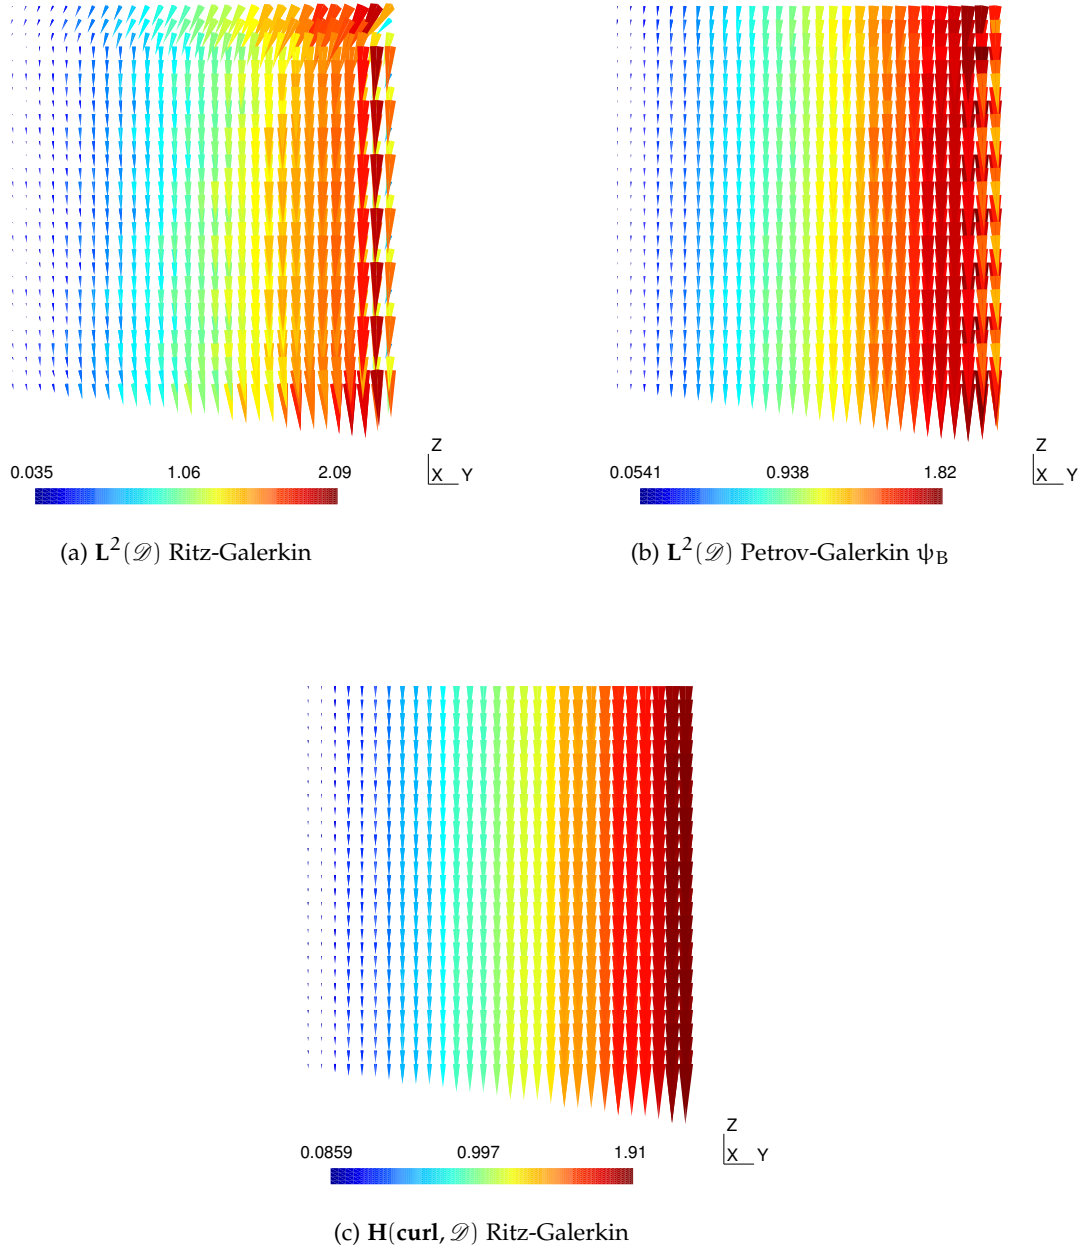 Z
X Y
0.035 1.06 2.09
(a) L²(𝒟) Ritz-Galerkin
Z
X Y
0.0541 0.938 1.82
(b) L²(𝒟) Petrov-Galerkin ψ_B
Z
X Y
0.0859 0.997 1.91
(c) H(curl, 𝒟) Ritz-Galerkin